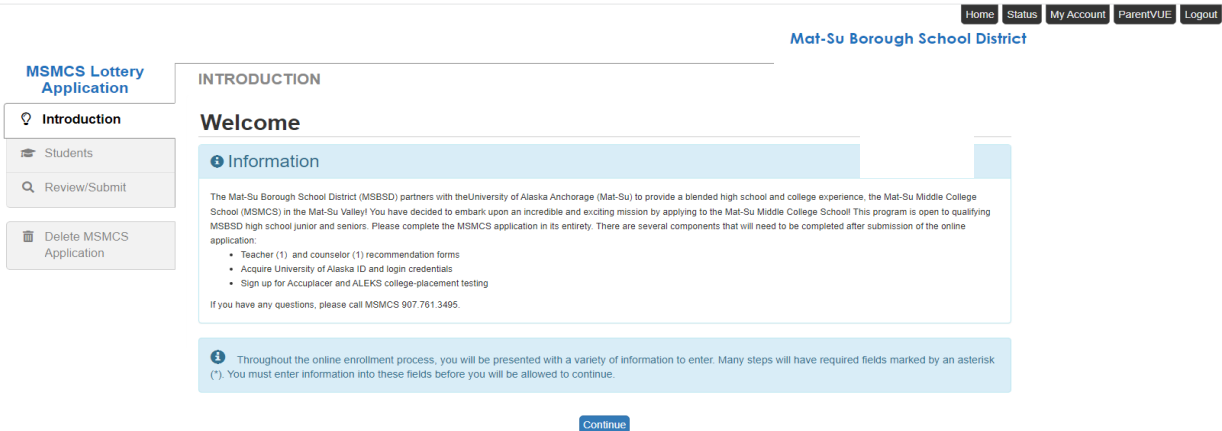 Home Status My Account ParentVUE Logout
Mat-Su Borough School District
MSMCS Lottery
Application
Introduction
Students
Review/Submit
Delete MSMCS
Application
INTRODUCTION
Welcome
Information
The Mat-Su Borough School District (MSBSD) partners with theUniversity of Alaska Anchorage (Mat-Su) to provide a blended high school and college experience, the Mat-Su Middle College
School (MSMCS) in the Mat-Su Valley! You have decided to embark upon an incredible and exciting mission by applying to the Mat-Su Middle College School! This program is open to qualifying
MSBSD high school junior and seniors. Please complete the MSMCS application in its entirety. There are several components that will need to be completed after submission of the online
application:
• Teacher (1) and counselor (1) recommendation forms
• Acquire University of Alaska ID and login credentials
• Sign up for Accuplacer and ALEKS college-placement testing
If you have any questions, please call MSMCS 907.761.3495.
Throughout the online enrollment process, you will be presented with a variety of information to enter. Many steps will have required fields marked by an asterisk
(*). You must enter information into these fields before you will be allowed to continue.
Continue